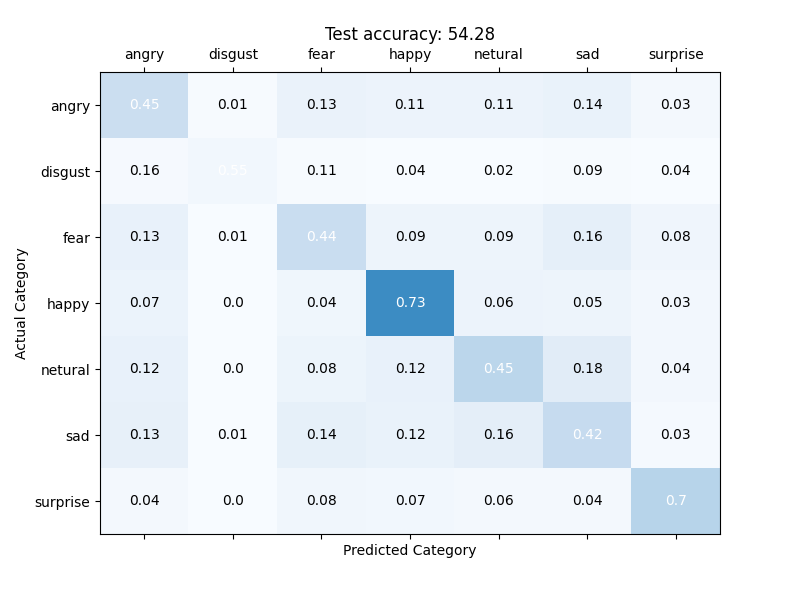 Test accuracy: 54.28
angry disgust fear happy netural sad surprise
angry 0.45 0.01 0.13 0.11 0.11 0.14 0.03
disgust 0.16 0.55 0.11 0.04 0.02 0.09 0.04
fear 0.13 0.01 0.44 0.09 0.09 0.16 0.08
happy 0.07 0.0 0.04 0.73 0.06 0.05 0.03
netural 0.12 0.0 0.08 0.12 0.45 0.18 0.04
sad 0.13 0.01 0.14 0.12 0.16 0.42 0.03
surprise 0.04 0.0 0.08 0.07 0.06 0.04 0.7
Actual Category
Predicted Category